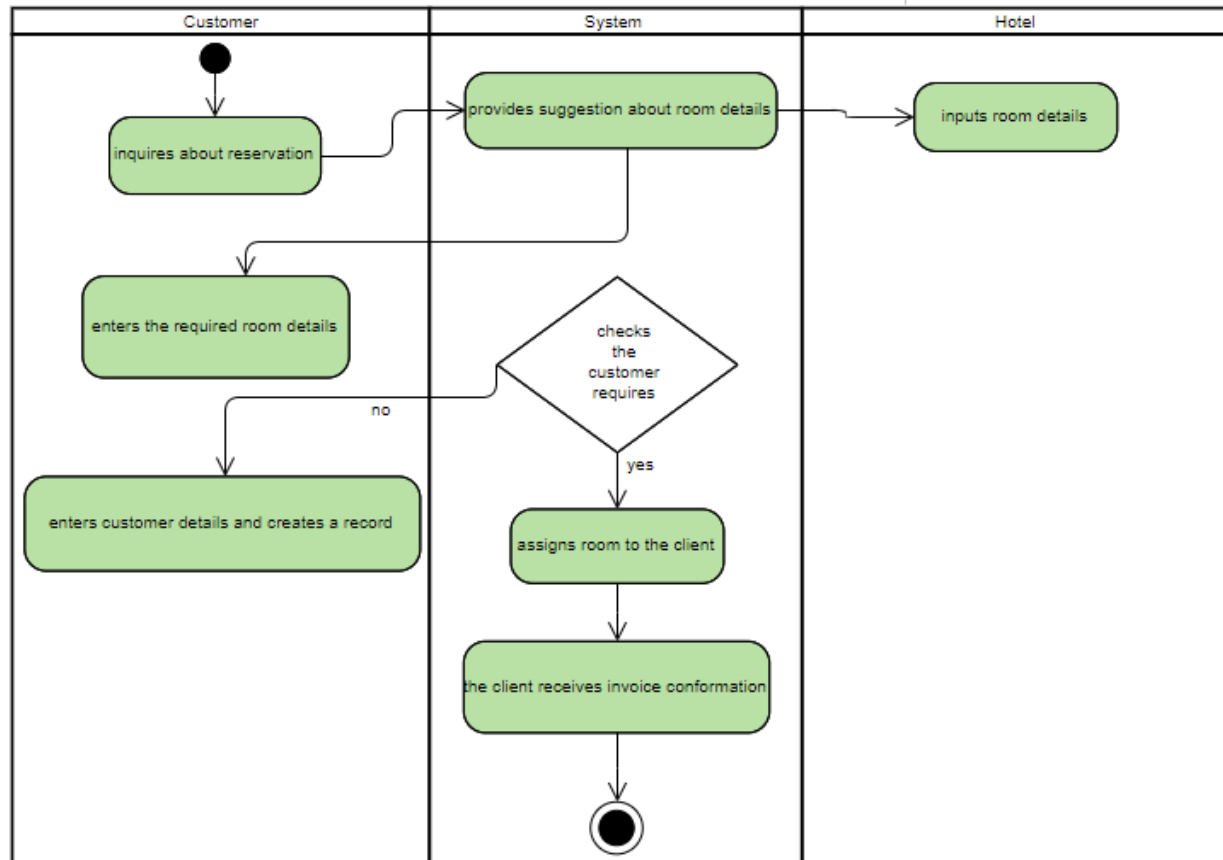 Customer
System
Hotel
provides suggestion about room details
inputs room details
inquires about reservation
enters the required room details
checks
the
customer
requires
no
yes
enters customer details and creates a record
assigns room to the client
the client receives invoice conformation